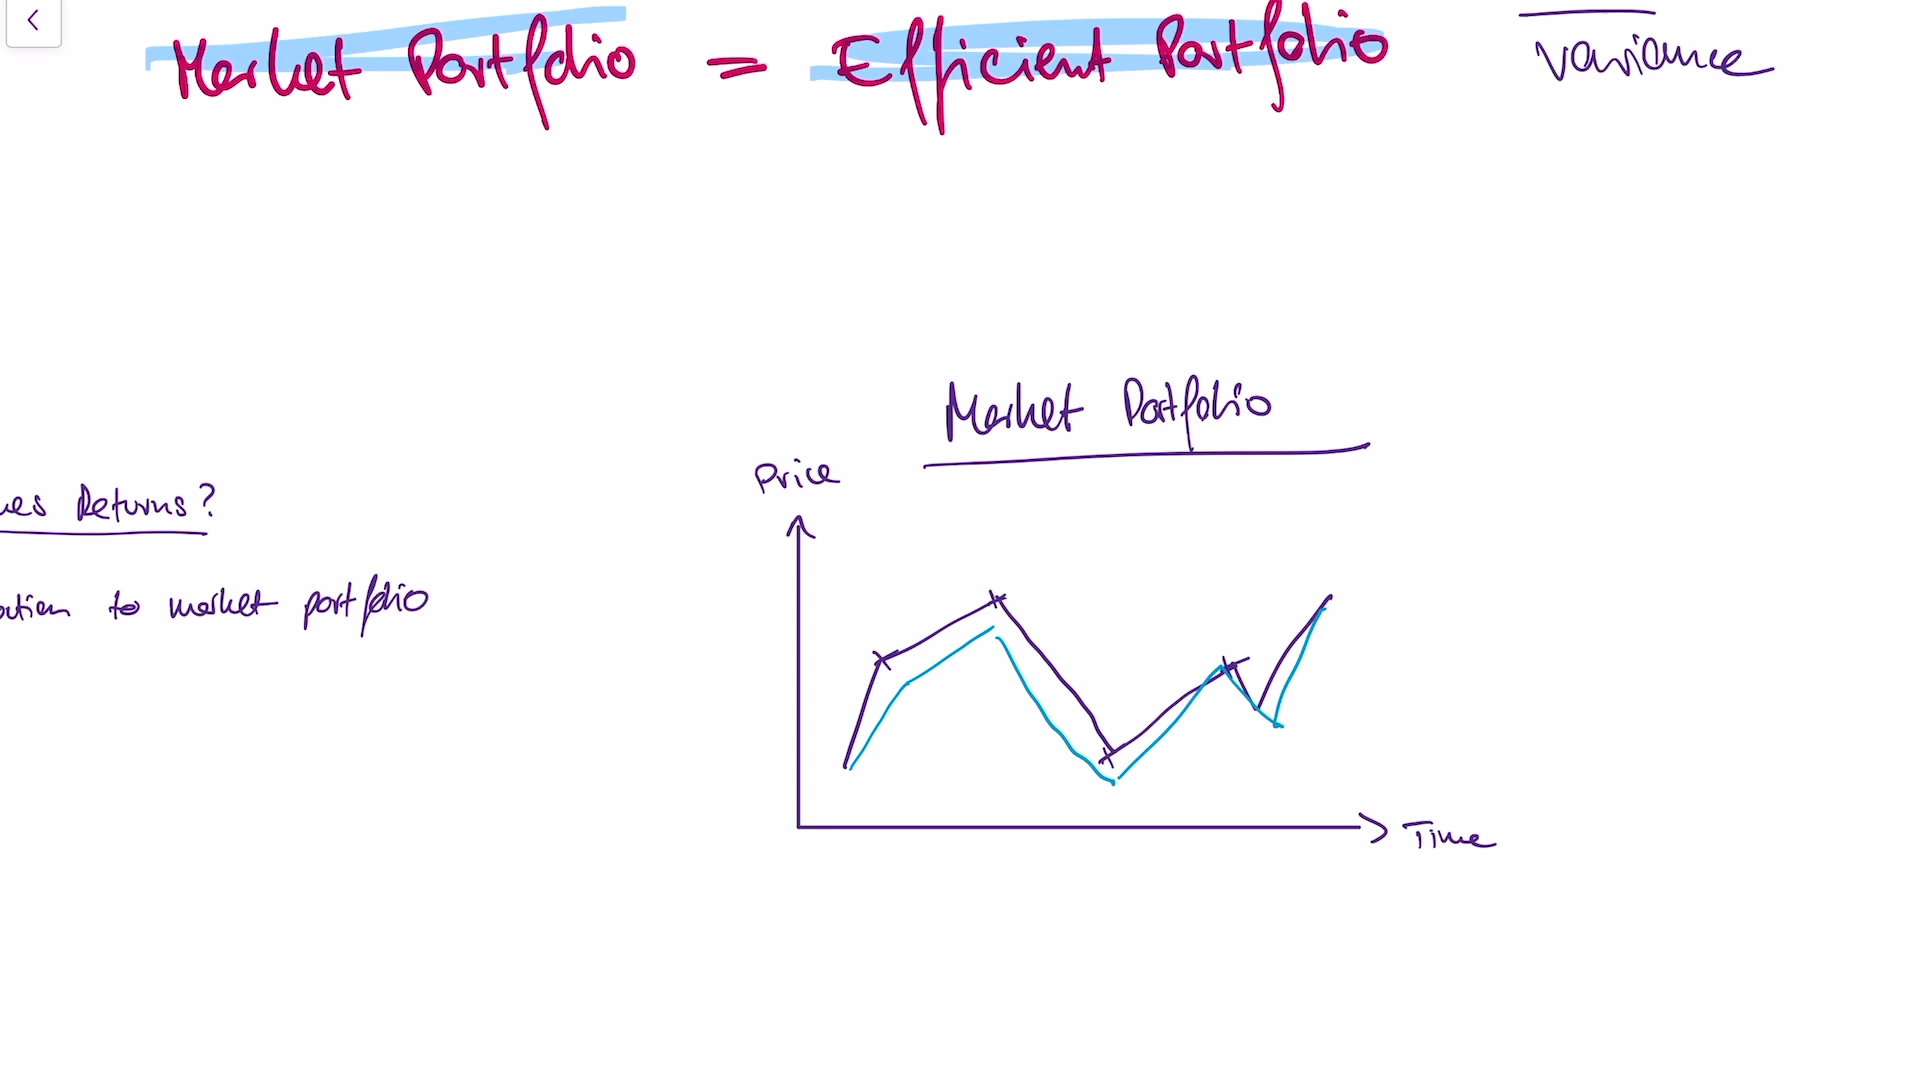 Market Portfolio = Efficient Portfolio
variance
Market Portfolio
Price
Returns?
to market portfolio
Time